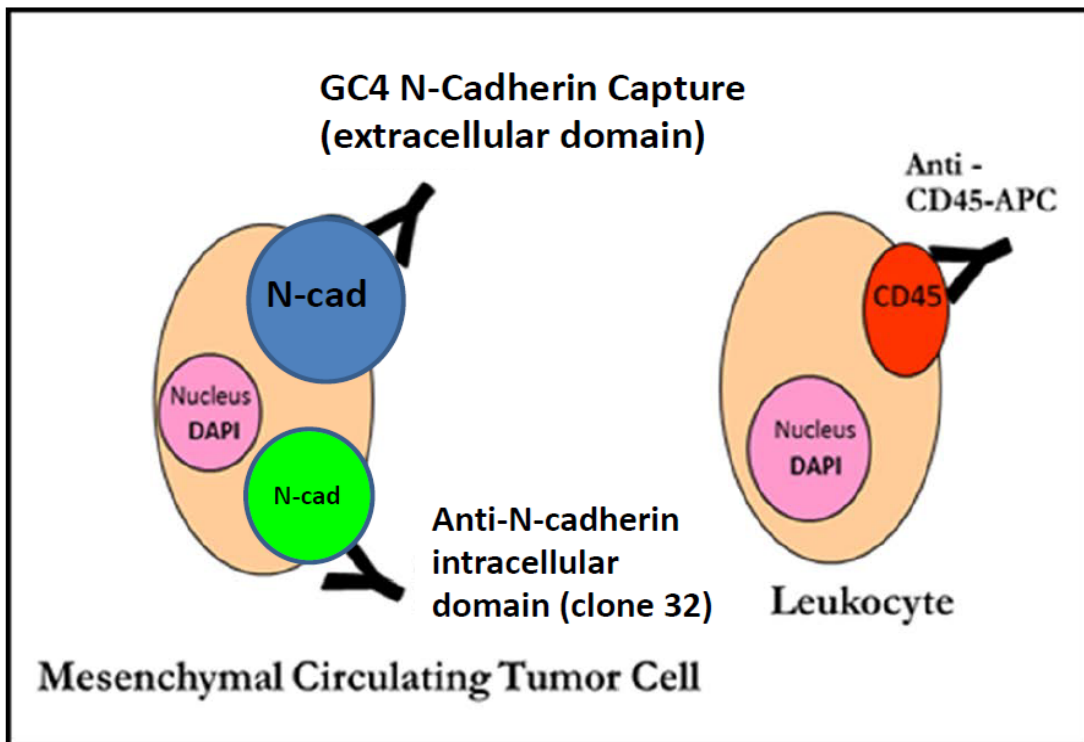 GC4 N-Cadherin Capture
(extracellular domain)
Anti -
CD45-APC
N-cad
CD45
Nucleus
DAPI
Nucleus
DAPI
N-cad
Anti-N-cadherin
intracellular
domain (clone 32)
Leukocyte
Mesenchymal Circulating Tumor Cell